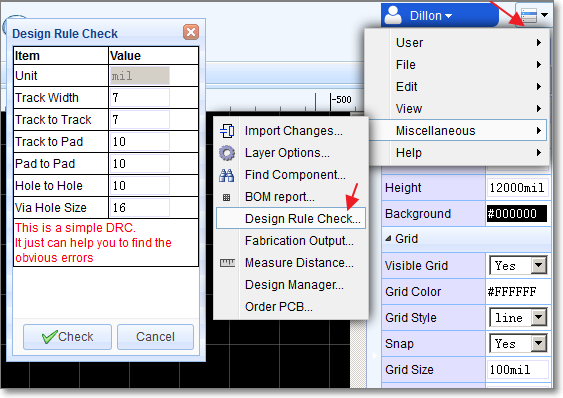 Design Rule Check
Item Value
Unit mil
Track Width 7
Track to Track 7
Track to Pad 10
Pad to Pad 10
Hole to Hole 10
Via Hole Size 16
This is a simple DRC.
It just can help you to find the
obvious errors
Check Cancel
-500
Import Changes...
Layer Options...
Find Component...
BOM report...
Design Rule Check...
Fabrication Output...
Measure Distance...
Design Manager...
Order PCB...
Dillon
User
File
Edit
View
Miscellaneous
Help
Height 12000mil
Background #000000
Grid
Visible Grid Yes
Grid Color #FFFFFF
Grid Style line
Snap Yes
Grid Size 100mil